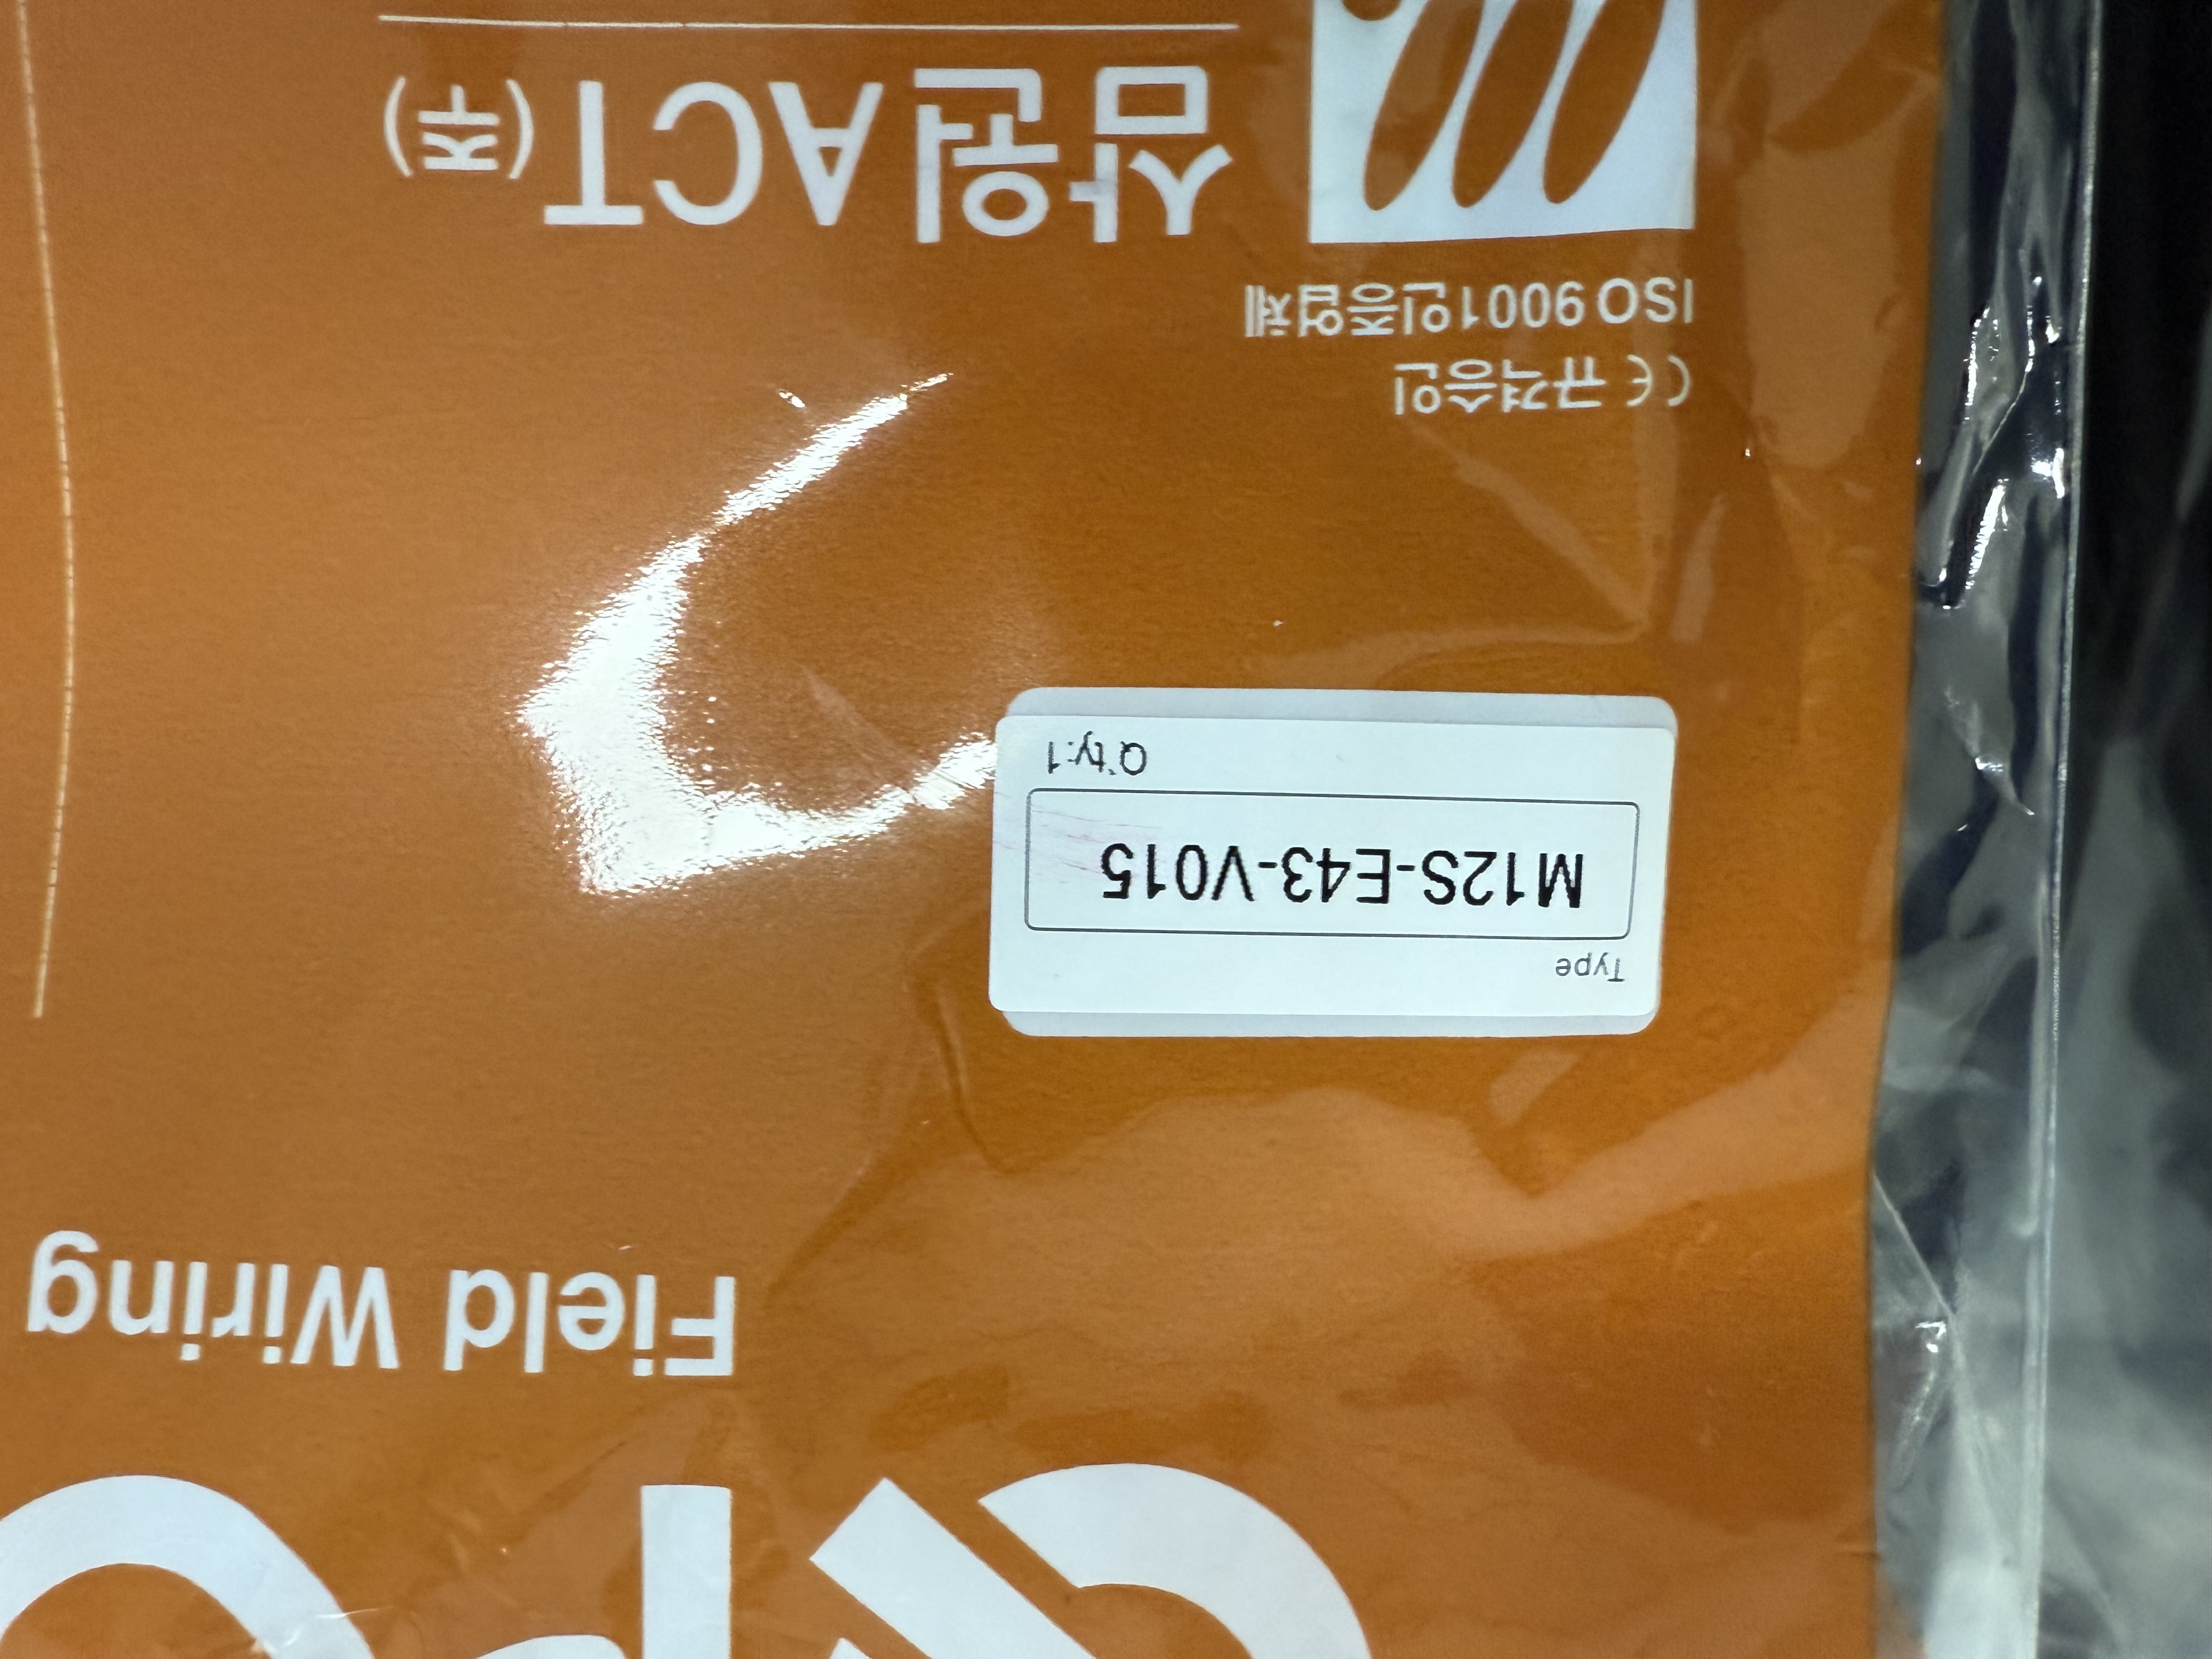 Field Wiring
Type
M12S-E43-V015
Q'ty:1
CE 규격승인
ISO 9001인증업체
삼원ACT(주)